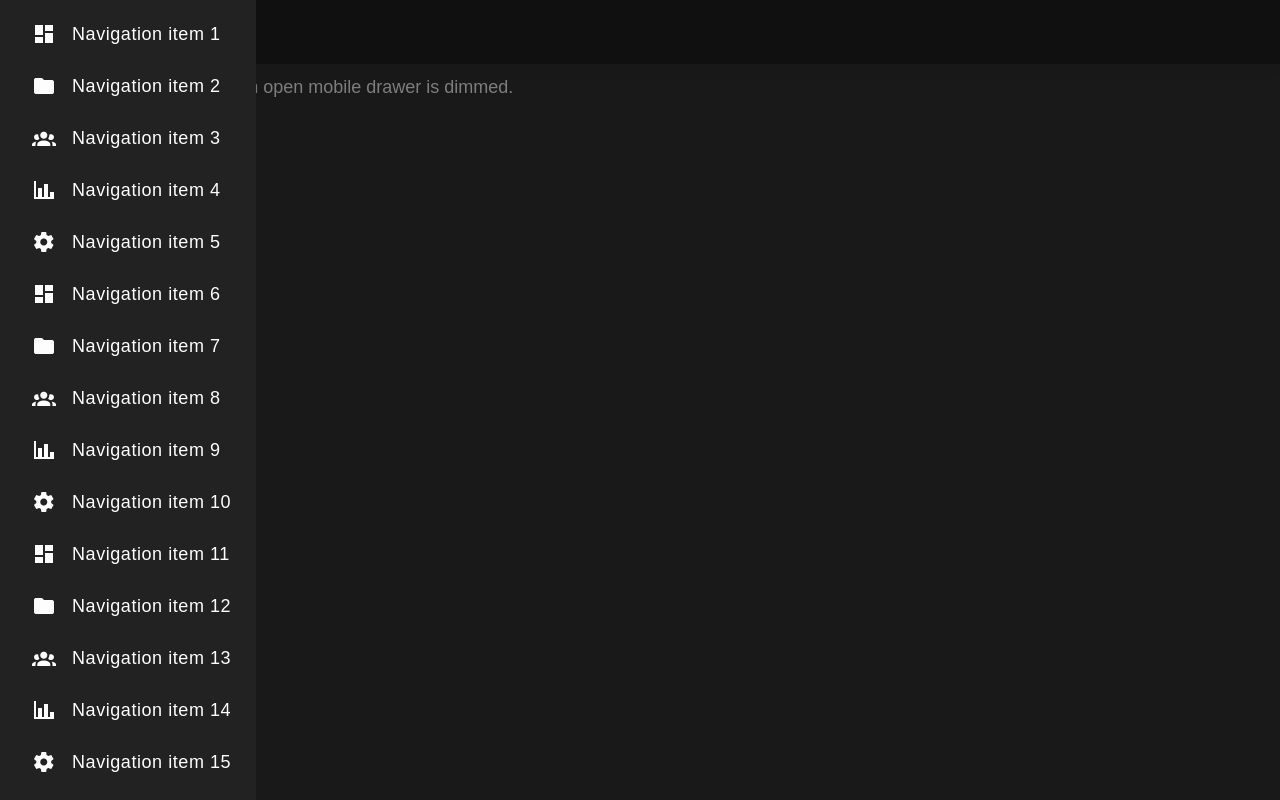 Navigation item 1
Navigation item 2
open mobile drawer is dimmed.
Navigation item 3
Navigation item 4
Navigation item 5
Navigation item 6
Navigation item 7
Navigation item 8
Navigation item 9
Navigation item 10
Navigation item 11
Navigation item 12
Navigation item 13
Navigation item 14
Navigation item 15